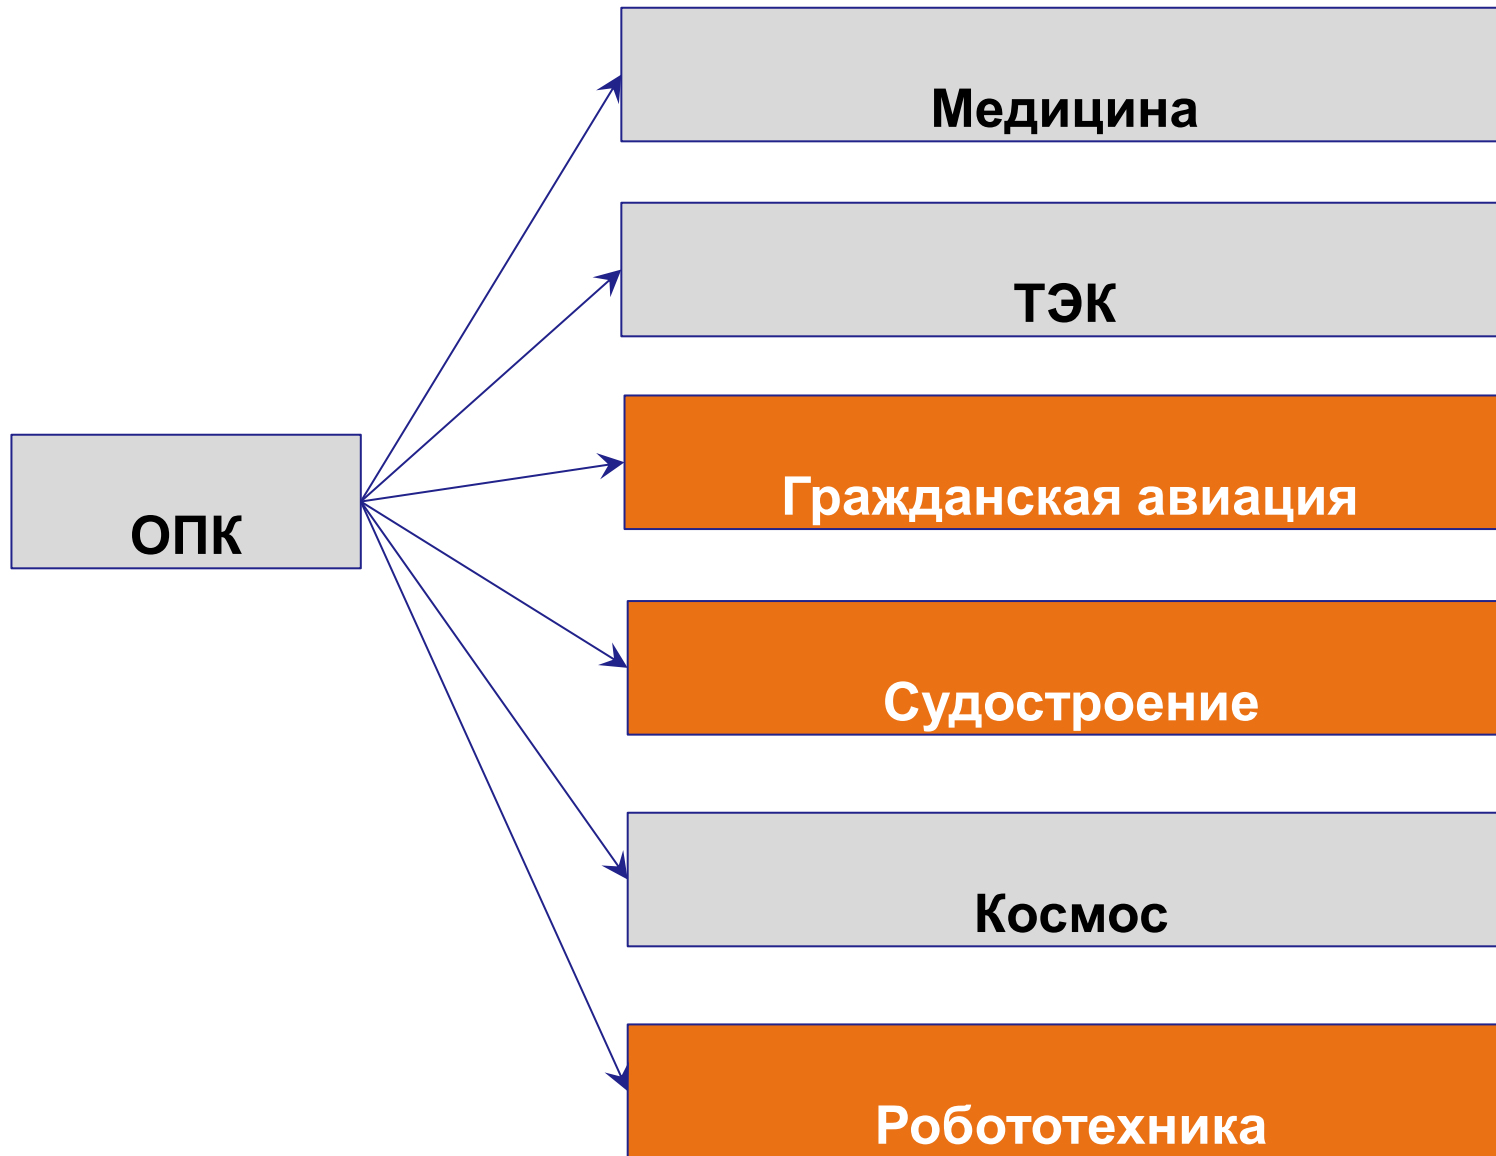 Медицина
ТЭК
Гражданская авиация
ОПК
Судостроение
Космос
Робототехника